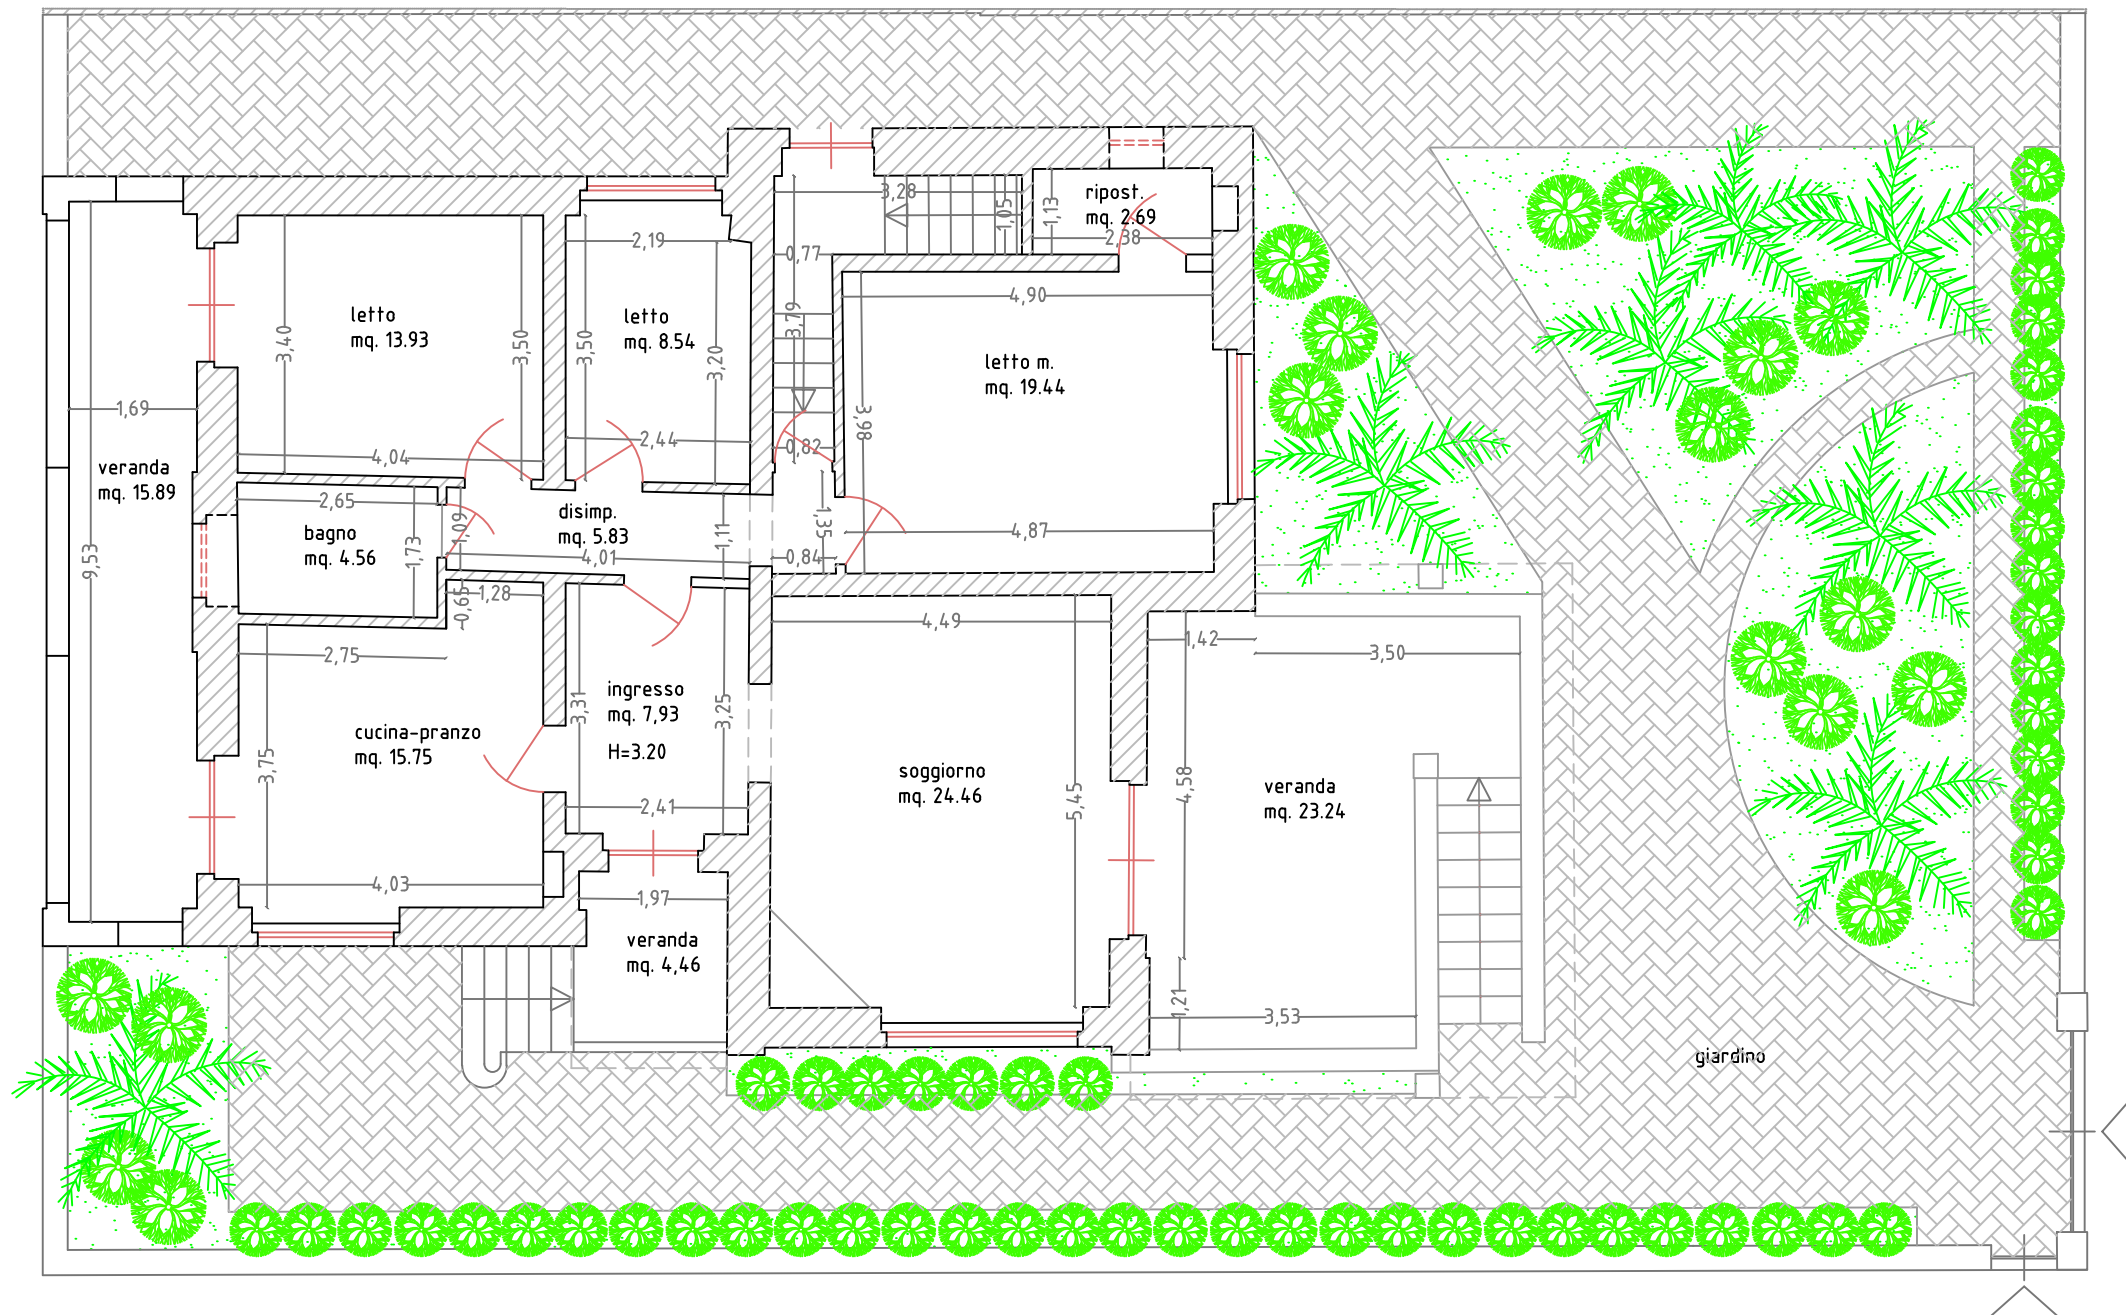 3,28
1,05
1,13
ripost.
mq. 2.69
2,38
2,19
0,77
4,90
letto
mq. 13.93
3,40
3,50
3,50
letto
mq. 8.54
3,20
3,79
letto m.
mq. 19.44
1,69
4,04
2,44
0,82
3,98
veranda
mq. 15.89
2,65
bagno
mq. 4.56
1,73
1,09
disimp.
mq. 5.83
4,01
1,11
1,35
0,84
4,87
9,53
0,65
1,28
4,49
1,42
3,50
2,75
3,31
ingresso
mq. 7,93
H=3.20
3,25
cucina-pranzo
mq. 15.75
3,75
soggiorno
mq. 24.46
5,45
4,58
veranda
mq. 23.24
2,41
4,03
1,97
veranda
mq. 4,46
1,21
3,53
giardino